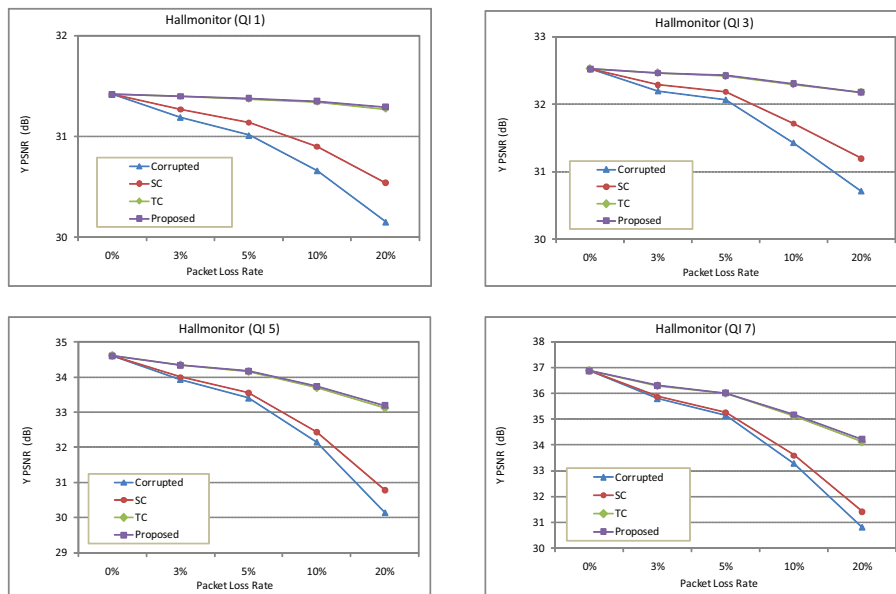 Hallmonitor (QI 1)
32
31
30
Y PSNR (dB)
Corrupted
SC
TC
Proposed
0% 3% 5% 10% 20%
Packet Loss Rate
Hallmonitor (QI 3)
33
32
31
30
Y PSNR (dB)
Corrupted
SC
TC
Proposed
0% 3% 5% 10% 20%
Packet Loss Rate
Hallmonitor (QI 5)
35
34
33
32
31
30
29
Y PSNR (dB)
Corrupted
SC
TC
Proposed
0% 3% 5% 10% 20%
Packet Loss Rate
Hallmonitor (QI 7)
38
37
36
35
34
33
32
31
30
Y PSNR (dB)
Corrupted
SC
TC
Proposed
0% 3% 5% 10% 20%
Packet Loss Rate